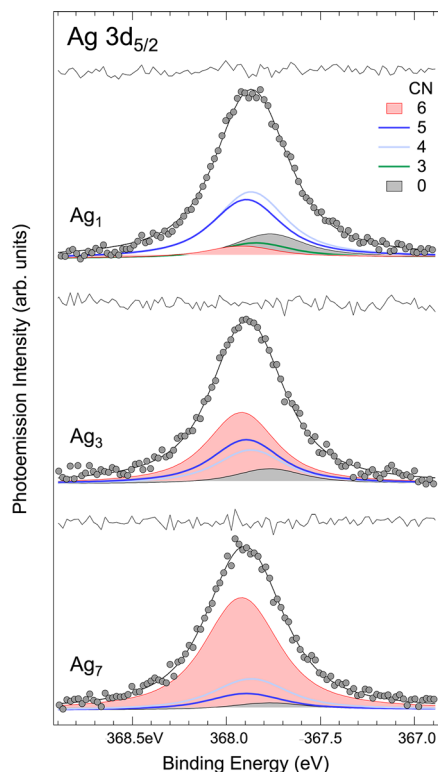 Ag 3d5/2
CN
6
5
4
3
0
Ag1
Ag3
Ag7
Photoemission Intensity (arb. units)
368.5eV 368.0 -367.5 367.0
Binding Energy (eV)